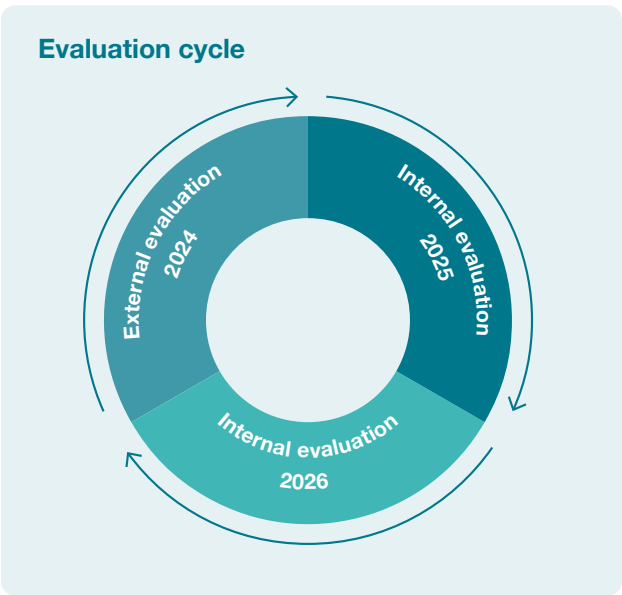 Evaluation cycle
External evaluation
2024
Internal evaluation
2025
Internal evaluation
2026